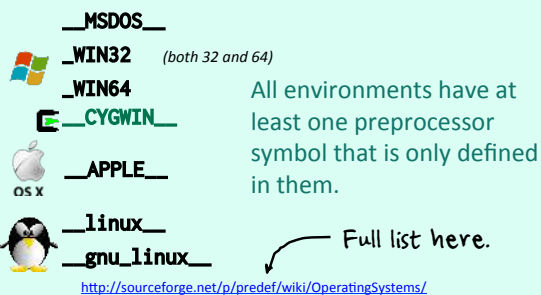 __MSDOS__
_WIN32 (both 32 and 64)
_WIN64
__CYGWIN__
__APPLE__
OS X
__linux__
__gnu_linux__
All environments have at
least one preprocessor
symbol that is only defined
in them.
Full list here.
http://sourceforge.net/p/predef/wiki/OperatingSystems/